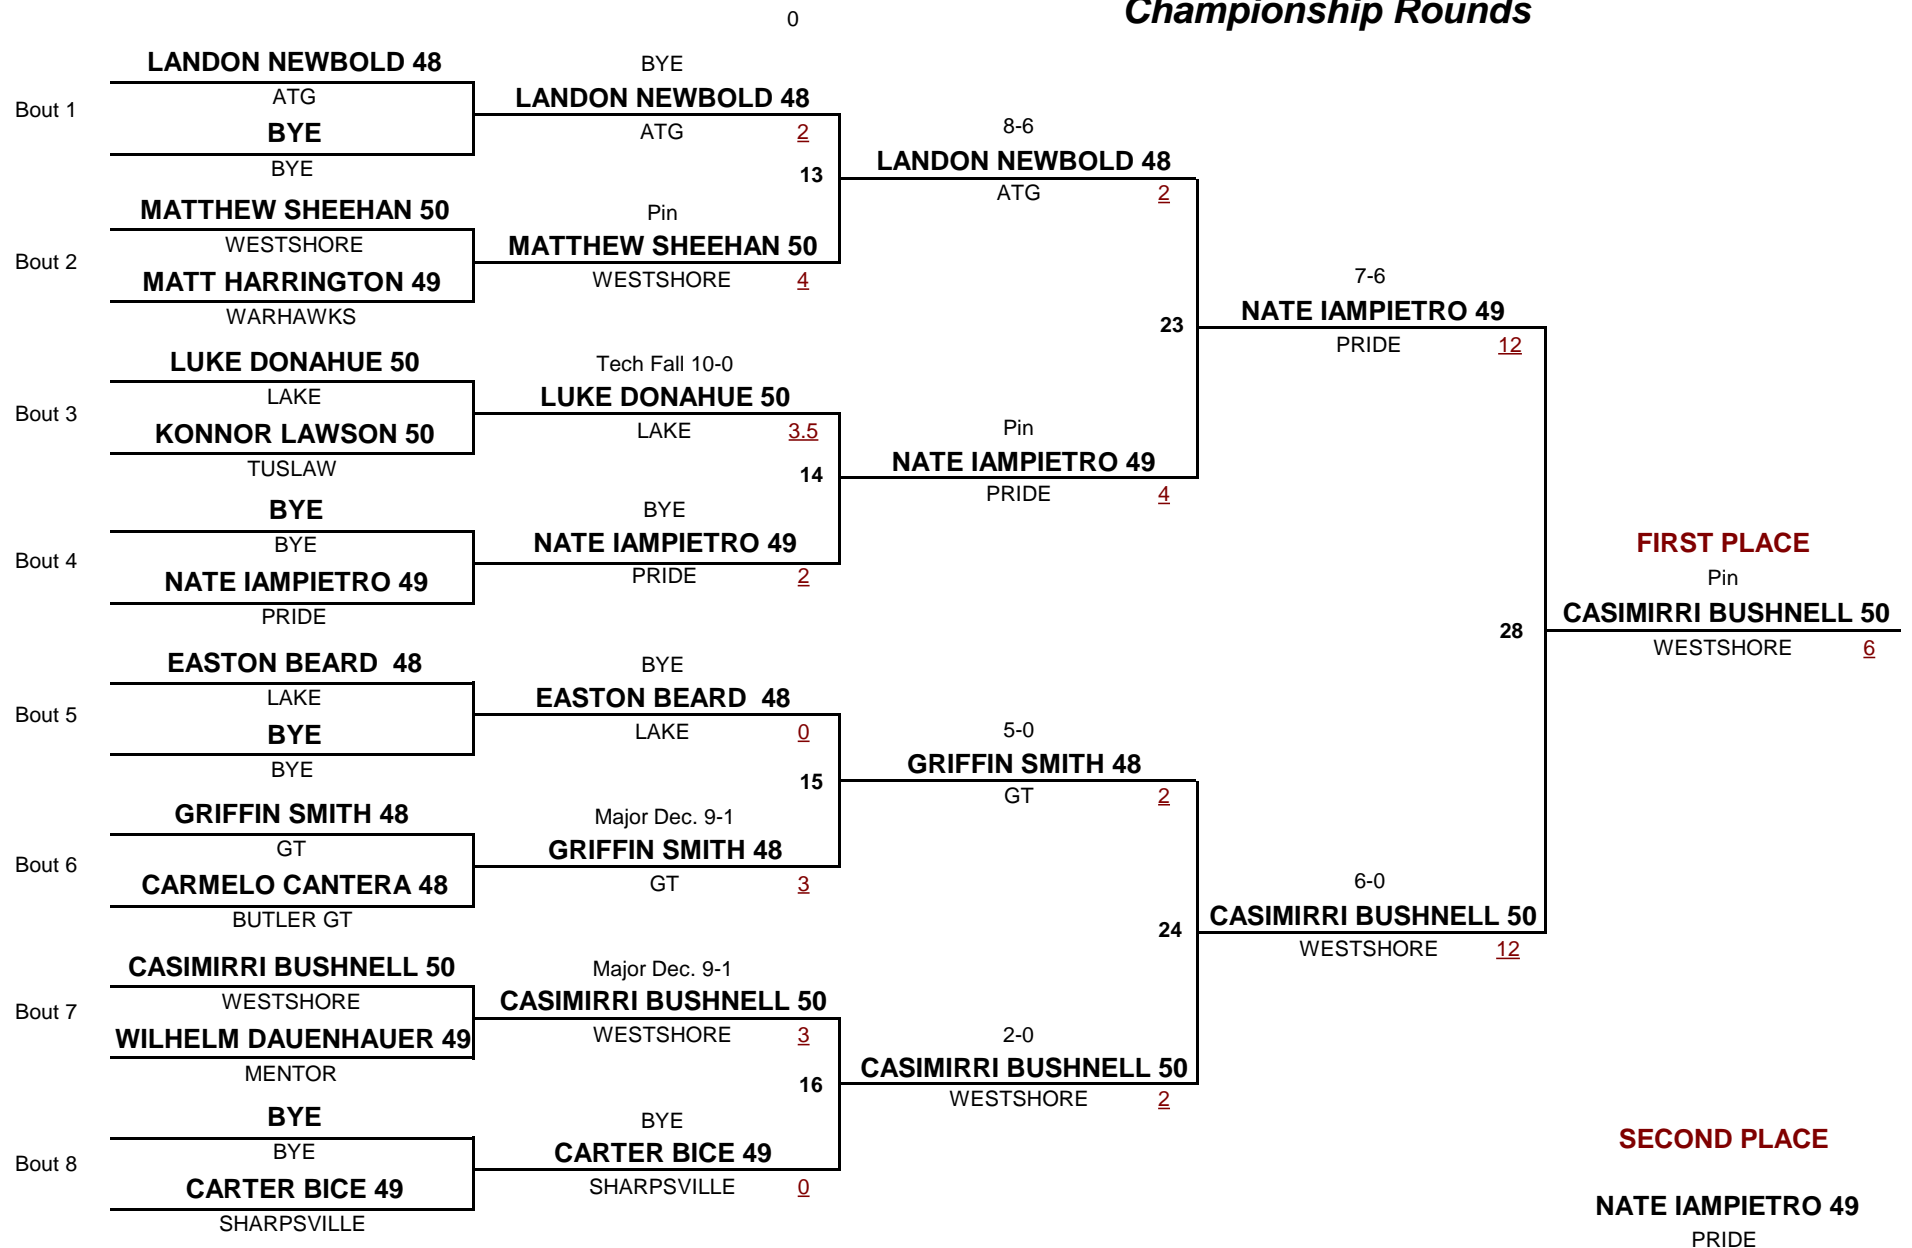 Championship Rounds
0
LANDON NEWBOLD 48
ATG
Bout 1
BYE
BYE
MATTHEW SHEEHAN 50
WESTSHORE
Bout 2
MATT HARRINGTON 49
WARHAWKS
LUKE DONAHUE 50
LAKE
Bout 3
KONNOR LAWSON 50
TUSLAW
BYE
BYE
Bout 4
NATE IAMPIETRO 49
PRIDE
EASTON BEARD  48
LAKE
Bout 5
BYE
BYE
GRIFFIN SMITH 48
GT
Bout 6
CARMELO CANTERA 48
BUTLER GT
CASIMIRRI BUSHNELL 50
WESTSHORE
Bout 7
WILHELM DAUENHAUER 49
MENTOR
BYE
BYE
Bout 8
CARTER BICE 49
SHARPSVILLE
BYE
LANDON NEWBOLD 48
ATG 2
13
Pin
MATTHEW SHEEHAN 50
WESTSHORE 4
Tech Fall 10-0
LUKE DONAHUE 50
LAKE 3.5
14
BYE
NATE IAMPIETRO 49
PRIDE 2
BYE
EASTON BEARD  48
LAKE 0
15
Major Dec. 9-1
GRIFFIN SMITH 48
GT 3
Major Dec. 9-1
CASIMIRRI BUSHNELL 50
WESTSHORE 3
16
BYE
CARTER BICE 49
SHARPSVILLE 0
8-6
LANDON NEWBOLD 48
ATG 2
23
Pin
NATE IAMPIETRO 49
PRIDE 4
5-0
GRIFFIN SMITH 48
GT 2
24
2-0
CASIMIRRI BUSHNELL 50
WESTSHORE 2
7-6
NATE IAMPIETRO 49
PRIDE 12
28
6-0
CASIMIRRI BUSHNELL 50
WESTSHORE 12
FIRST PLACE
Pin
CASIMIRRI BUSHNELL 50
WESTSHORE 6
SECOND PLACE
NATE IAMPIETRO 49
PRIDE